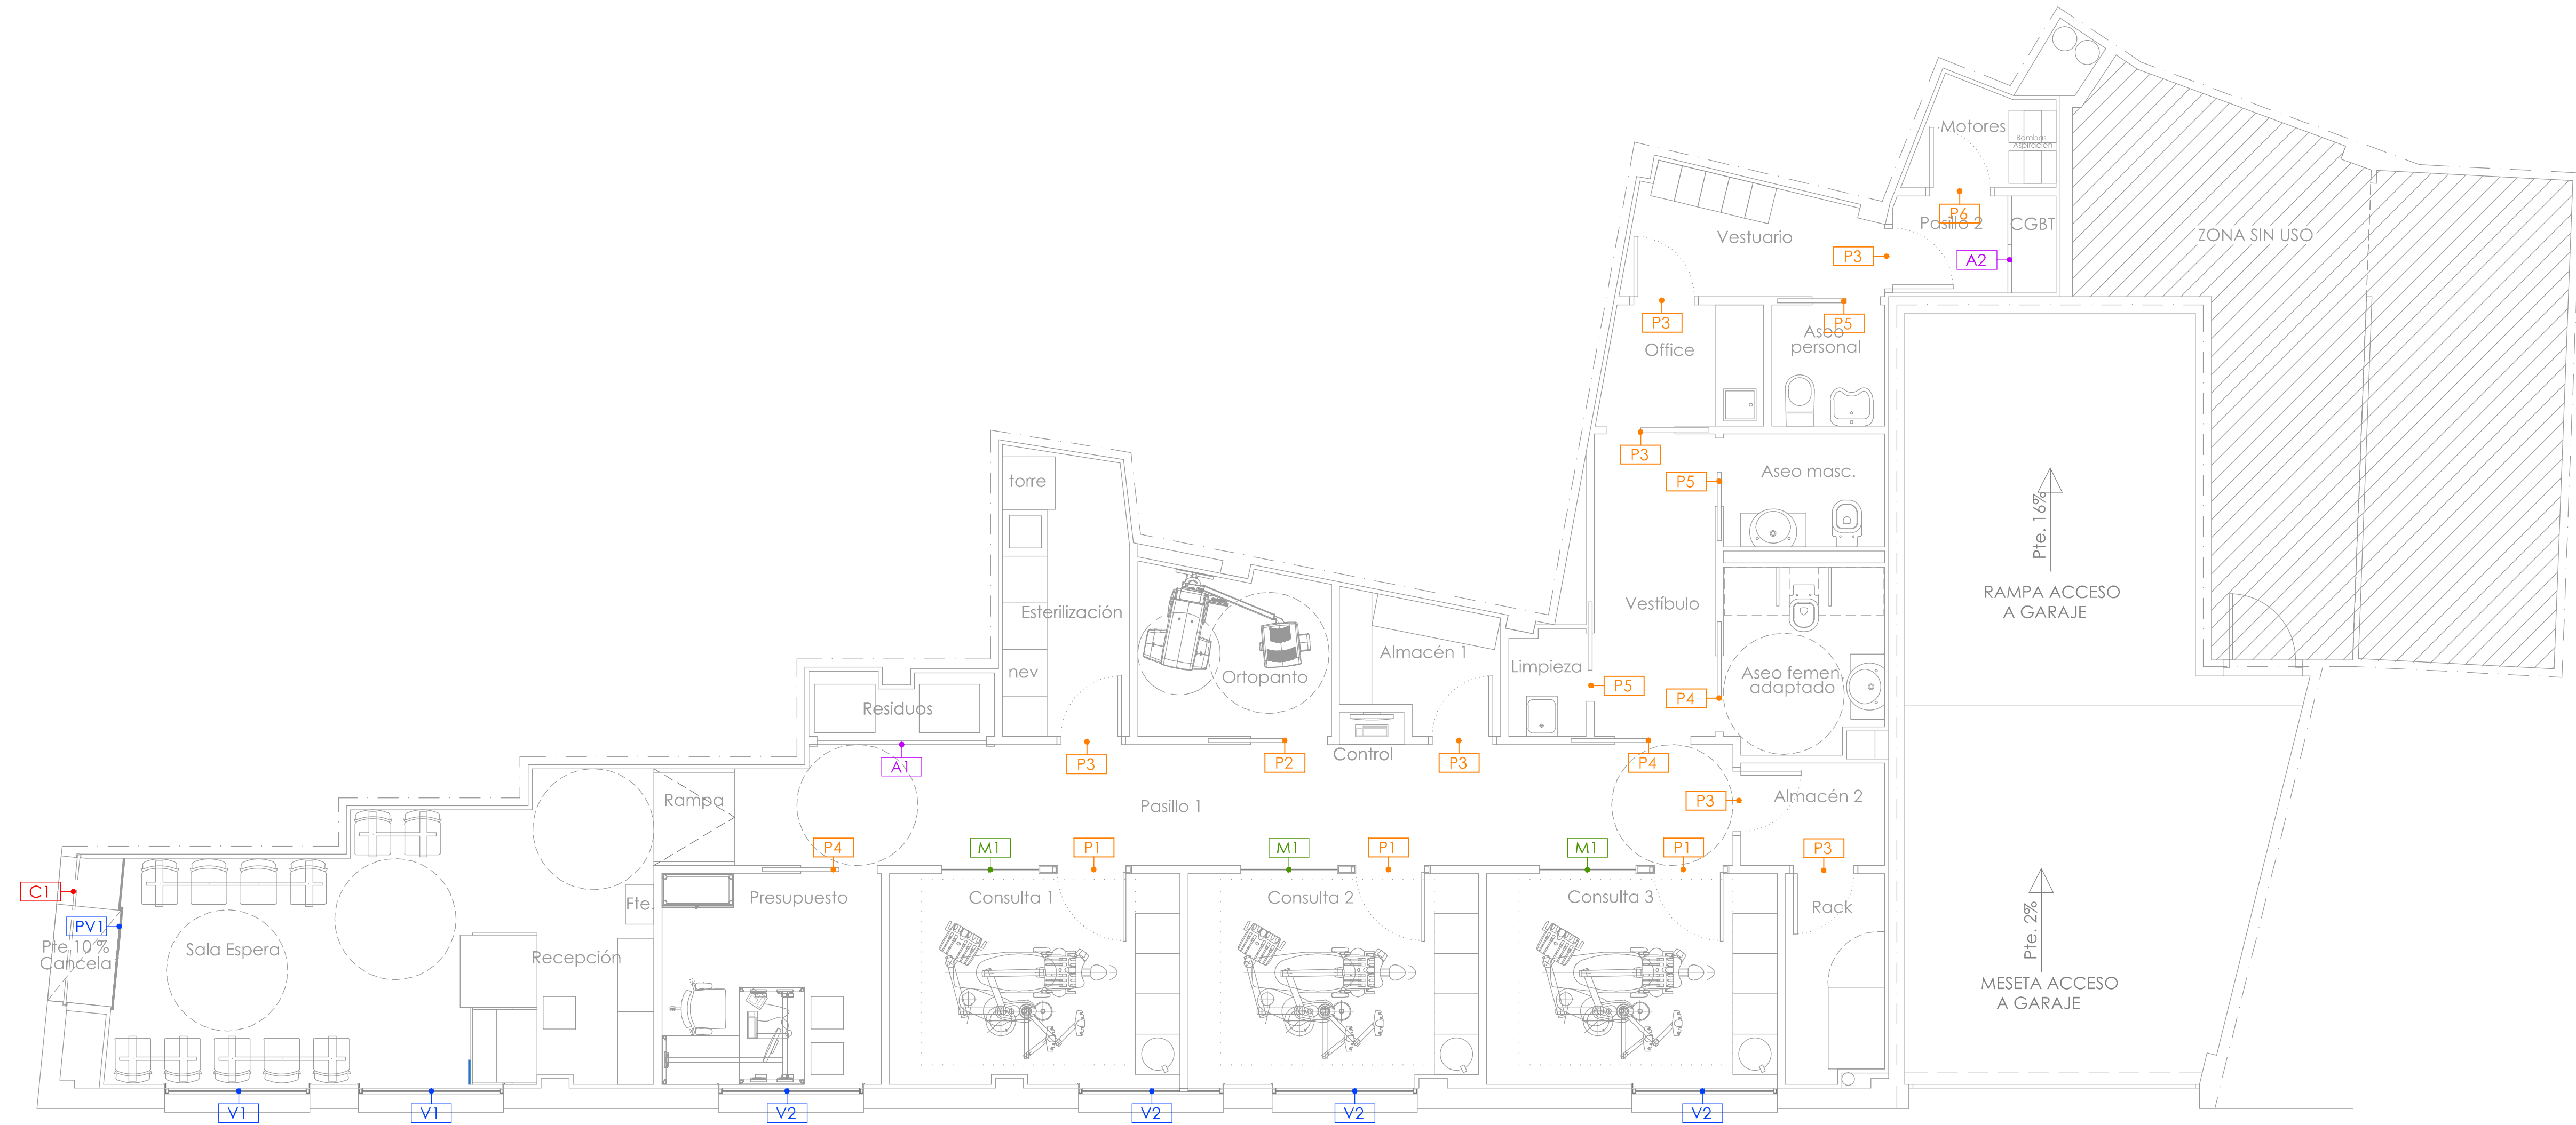 Motores
Bombas
Aspiración
P6
Pasillo 2
CGBT
ZONA SIN USO
Vestuario
P3
A2
P3
P5
Office
Aseo
personal
P3
Aseo masc.
P5
torre
Pte. 16%
RAMPA ACCESO
A GARAJE
Esterilización
Vestíbulo
Almacén 1
Limpieza
nev
Ortopanto
Aseo femen.
adaptado
P5
P4
Residuos
Control
A1
P3
P2
P3
P4
Rampa
Pasillo 1
P3
Almacén 2
P4
M1
P1
M1
P1
M1
P1
P3
C1
Presupuesto
Consulta 1
Consulta 2
Consulta 3
Fte.
Rack
PV1
Pte 10%
Cancela
Sala Espera
Recepción
Pte. 2%
MESETA ACCESO
A GARAJE
V1
V1
V2
V2
V2
V2